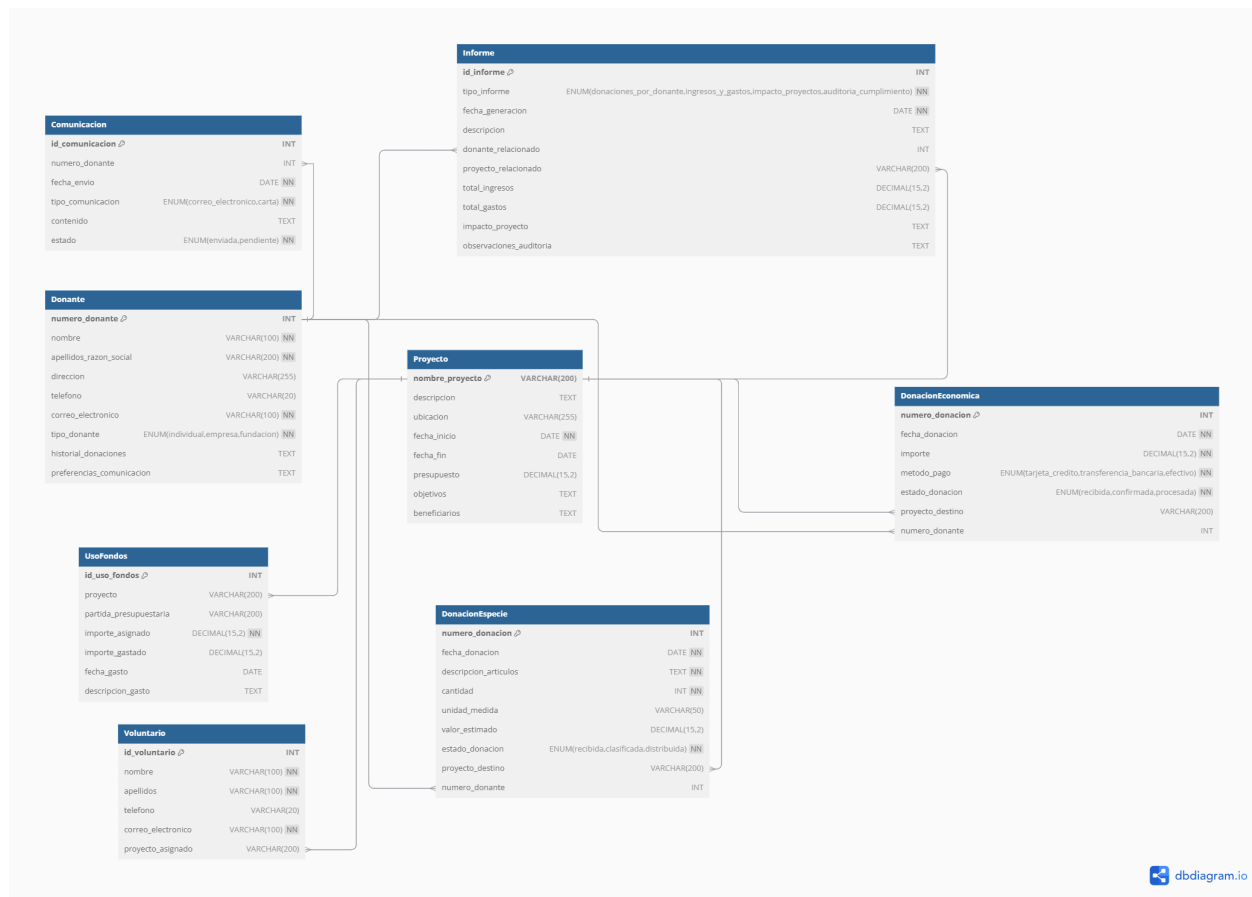 Informe
id_informe INT
tipo_informe ENUM(donaciones_por_donante,ingresos_y_gastos,impacto_proyectos,auditoria_cumplimiento) NN
fecha_generacion DATE NN
descripcion TEXT
donante_relacionado INT
proyecto_relacionado VARCHAR(200)
total_ingresos DECIMAL(15,2)
total_gastos DECIMAL(15,2)
impacto_proyecto TEXT
observaciones_auditoria TEXT
Comunicacion
id_comunicacion INT
numero_donante INT
fecha_envio DATE NN
tipo_comunicacion ENUM(correo_electronico,carta) NN
contenido TEXT
estado ENUM(enviada,pendiente) NN
Donante
numero_donante INT
nombre VARCHAR(100) NN
apellidos_razon_social VARCHAR(200) NN
direccion VARCHAR(255)
telefono VARCHAR(20)
correo_electronico VARCHAR(100) NN
tipo_donante ENUM(individual,empresa,fundacion) NN
historial_donaciones TEXT
preferencias_comunicacion TEXT
Proyecto
nombre_proyecto VARCHAR(200)
descripcion TEXT
ubicacion VARCHAR(255)
fecha_inicio DATE NN
fecha_fin DATE
presupuesto DECIMAL(15,2)
objetivos TEXT
beneficiarios TEXT
DonacionEconomica
numero_donacion INT
fecha_donacion DATE NN
importe DECIMAL(15,2) NN
metodo_pago ENUM(tarjeta_credito,transferencia_bancaria,efectivo) NN
estado_donacion ENUM(recibida,confirmada,procesada) NN
proyecto_destino VARCHAR(200)
numero_donante INT
UsoFondos
id_uso_fondos INT
proyecto VARCHAR(200)
partida_presupuestaria VARCHAR(200)
importe_asignado DECIMAL(15,2) NN
importe_gastado DECIMAL(15,2)
fecha_gasto DATE
descripcion_gasto TEXT
DonacionEspecie
numero_donacion INT
fecha_donacion DATE NN
descripcion_articulos TEXT NN
cantidad INT NN
unidad_medida VARCHAR(50)
valor_estimado DECIMAL(15,2)
estado_donacion ENUM(recibida,clasificada,distribuida) NN
proyecto_destino VARCHAR(200)
numero_donante INT
Voluntario
id_voluntario INT
nombre VARCHAR(100) NN
apellidos VARCHAR(100) NN
telefono VARCHAR(20)
correo_electronico VARCHAR(100) NN
proyecto_asignado VARCHAR(200)
dbdiagram.io